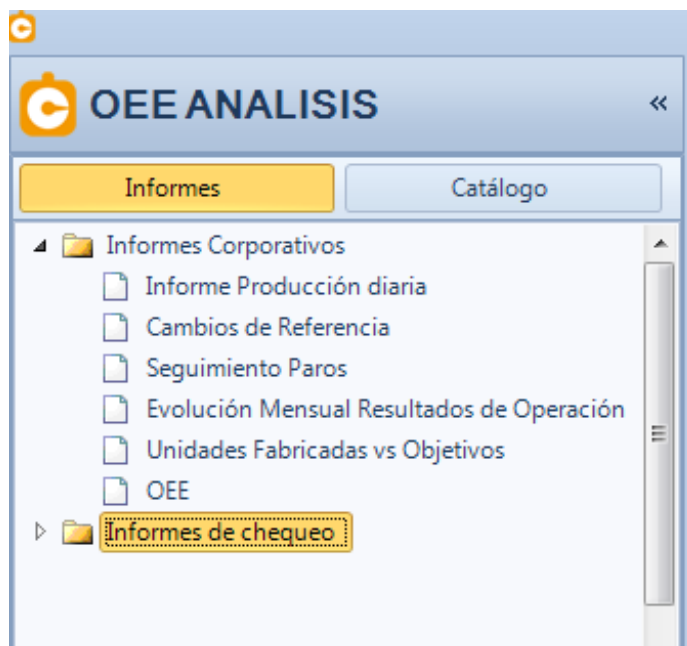 OEE ANALISIS
«
Informes
Catálogo
Informes Corporativos
Informe Producción diaria
Cambios de Referencia
Seguimiento Paros
Evolución Mensual Resultados de Operación
Unidades Fabricadas vs Objetivos
OEE
Informes de chequeo